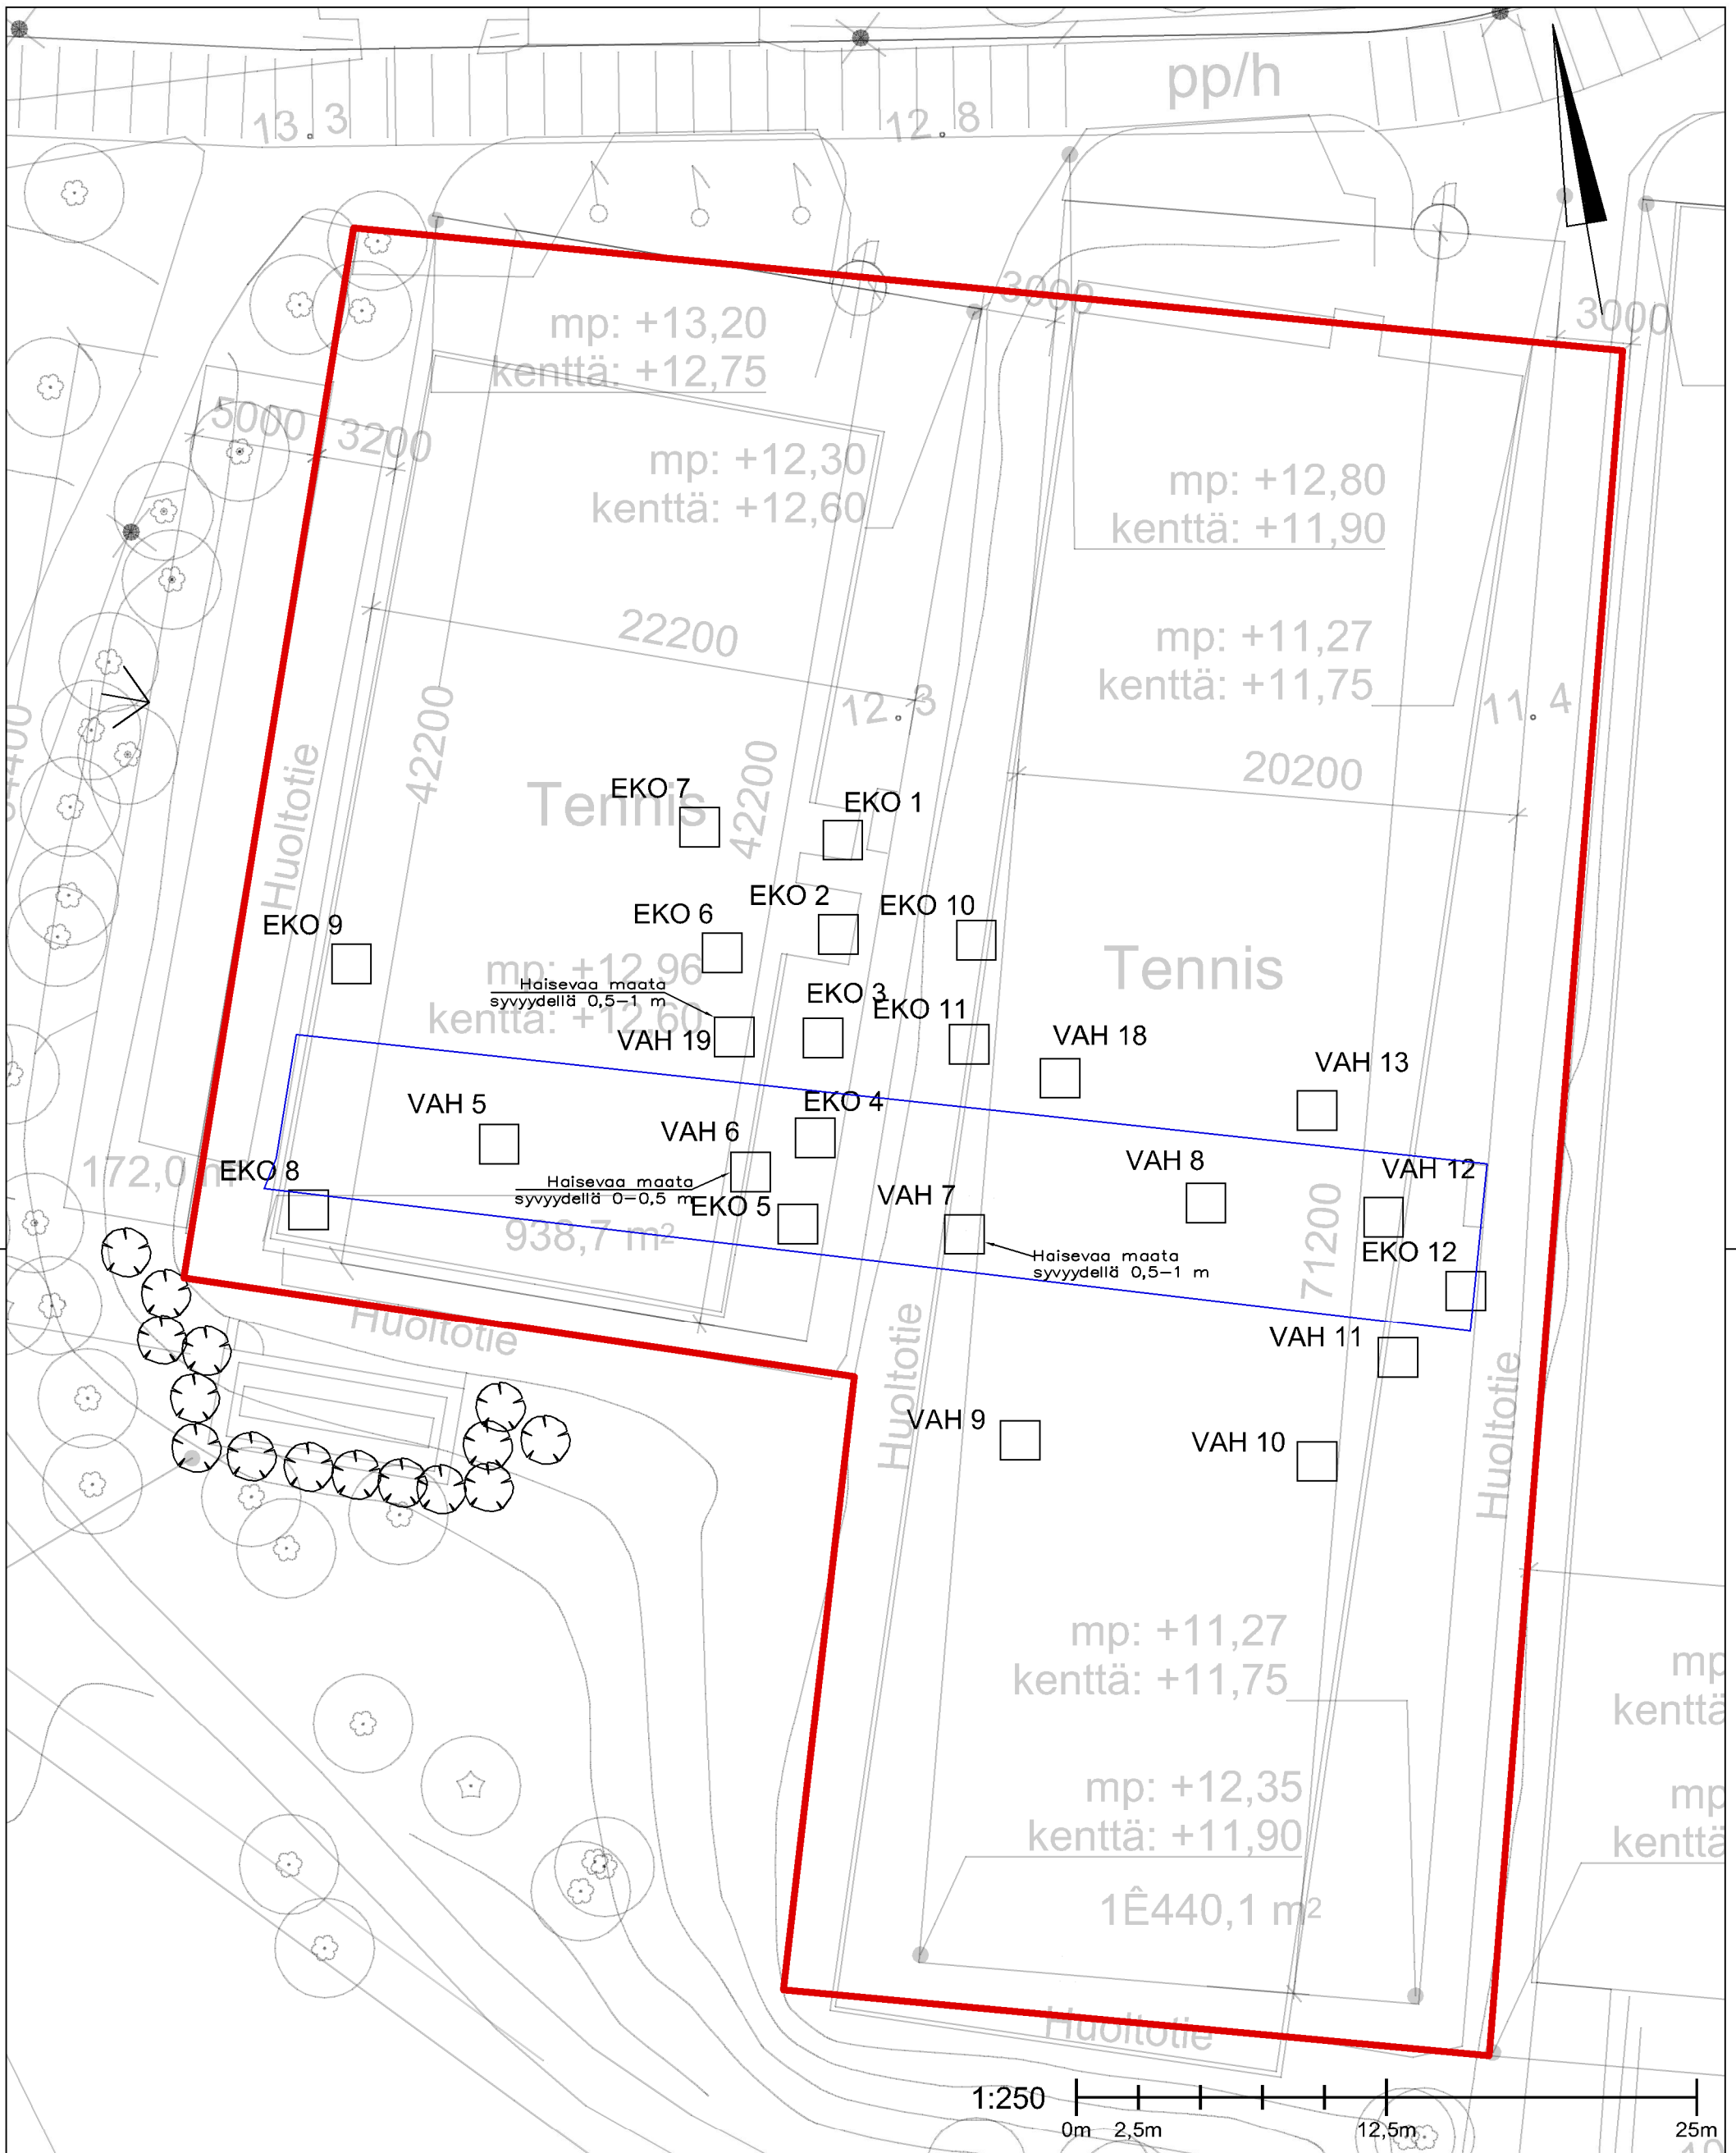 pp/h
13.3
12.8
3000
3000
mp: +13,20
kenttä: +12,75
5000
3200
mp: +12,30
kenttä: +12,60
mp: +12,80
kenttä: +11,90
22200
mp: +11,27
kenttä: +11,75
12.3
11.4
42200
42200
20200
Huoltotie
Tennis
EKO 7
EKO 1
EKO 2
EKO 10
EKO 6
EKO 9
Tennis
mp: +12,96
kenttä: +12,60
Haisevaa maata
syvyydellä 0,5–1 m
EKO 3
EKO 11
VAH 19
VAH 18
VAH 13
VAH 5
EKO 4
VAH 6
VAH 8
VAH 12
172,0 m²
EKO 8
Haisevaa maata
syvyydellä 0–0,5 m
EKO 5
VAH 7
938,7 m²
Haisevaa maata
syvyydellä 0,5–1 m
71200
EKO 12
VAH 11
Huoltotie
Huoltotie
Huoltotie
VAH 9
VAH 10
mp: +11,27
kenttä: +11,75
mp
kenttä
mp: +12,35
kenttä: +11,90
mp
kenttä
1Ê440,1 m²
Huoltotie
1:250
0m 2,5m 12,5m 25m